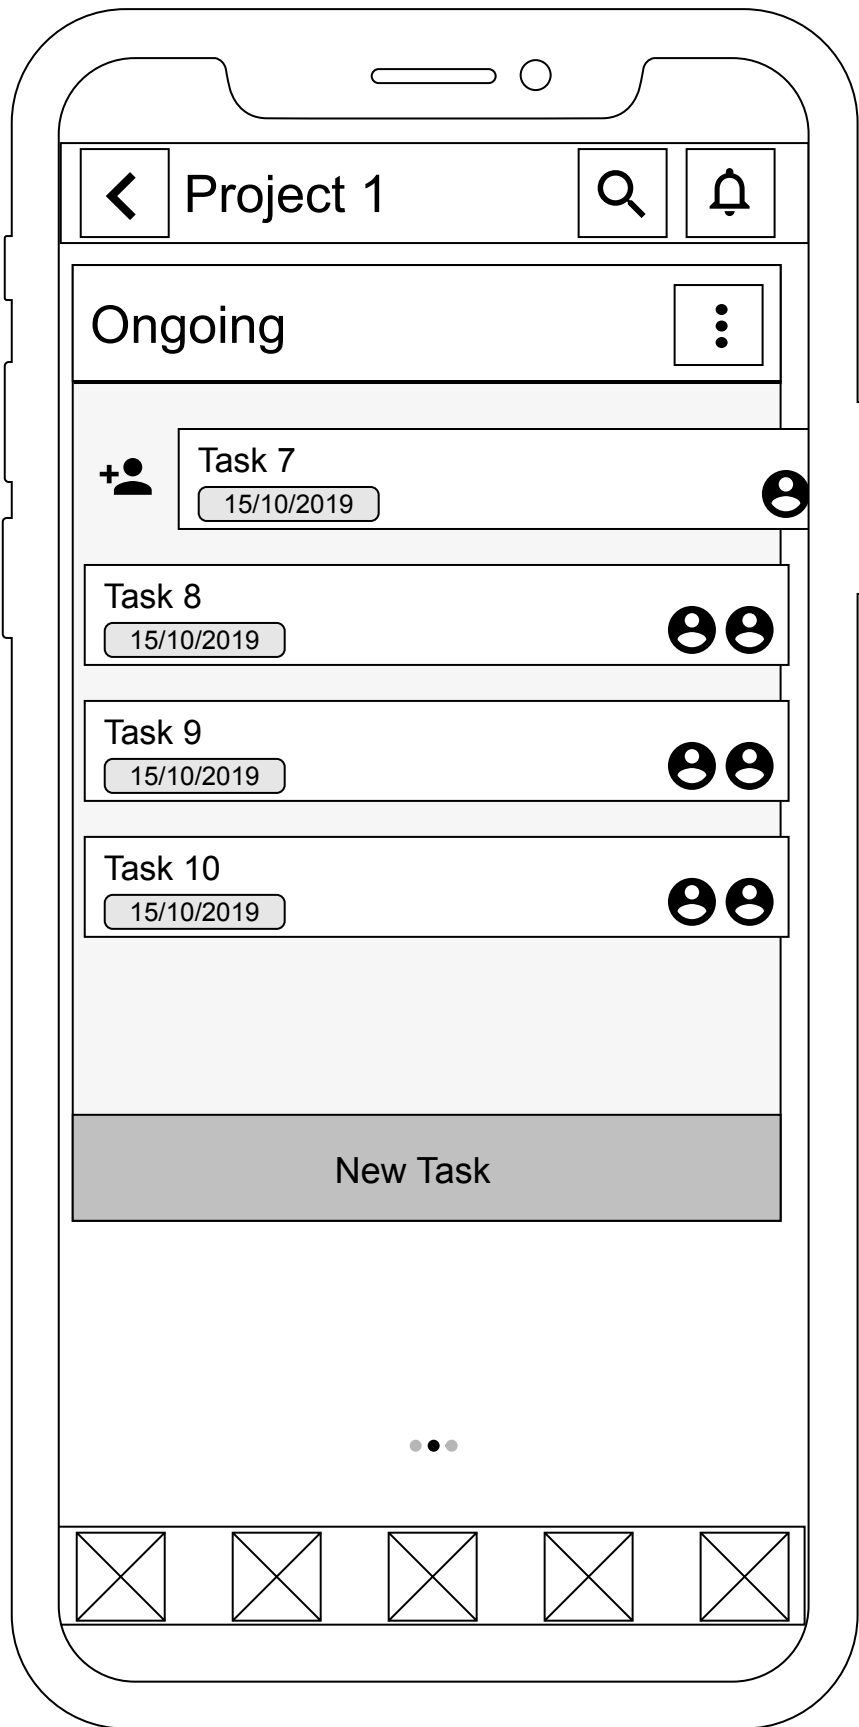 Project 1
Ongoing
Task 7
15/10/2019
Task 8
15/10/2019
Task 9
15/10/2019
Task 10
15/10/2019
New Task